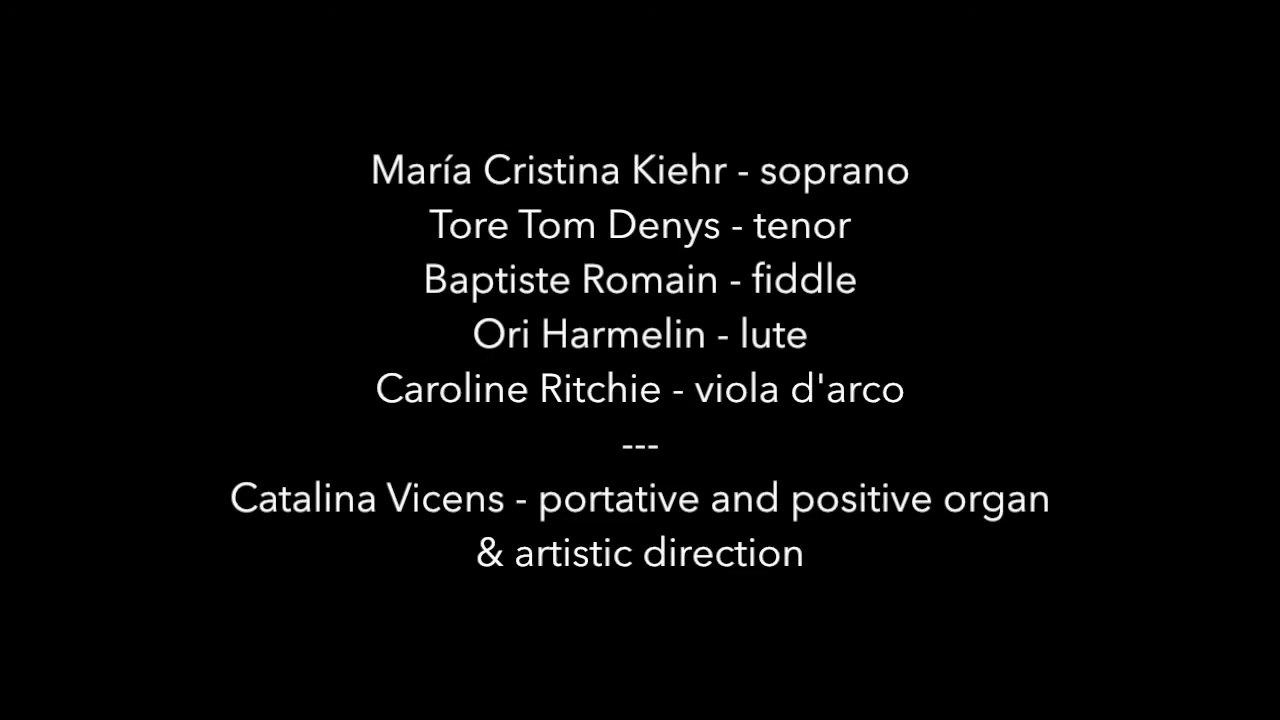 María Cristina Kiehr - soprano
Tore Tom Denys - tenor
Baptiste Romain - fiddle
Ori Harmelin - lute
Caroline Ritchie - viola d'arco
---
Catalina Vicens - portative and positive organ
& artistic direction